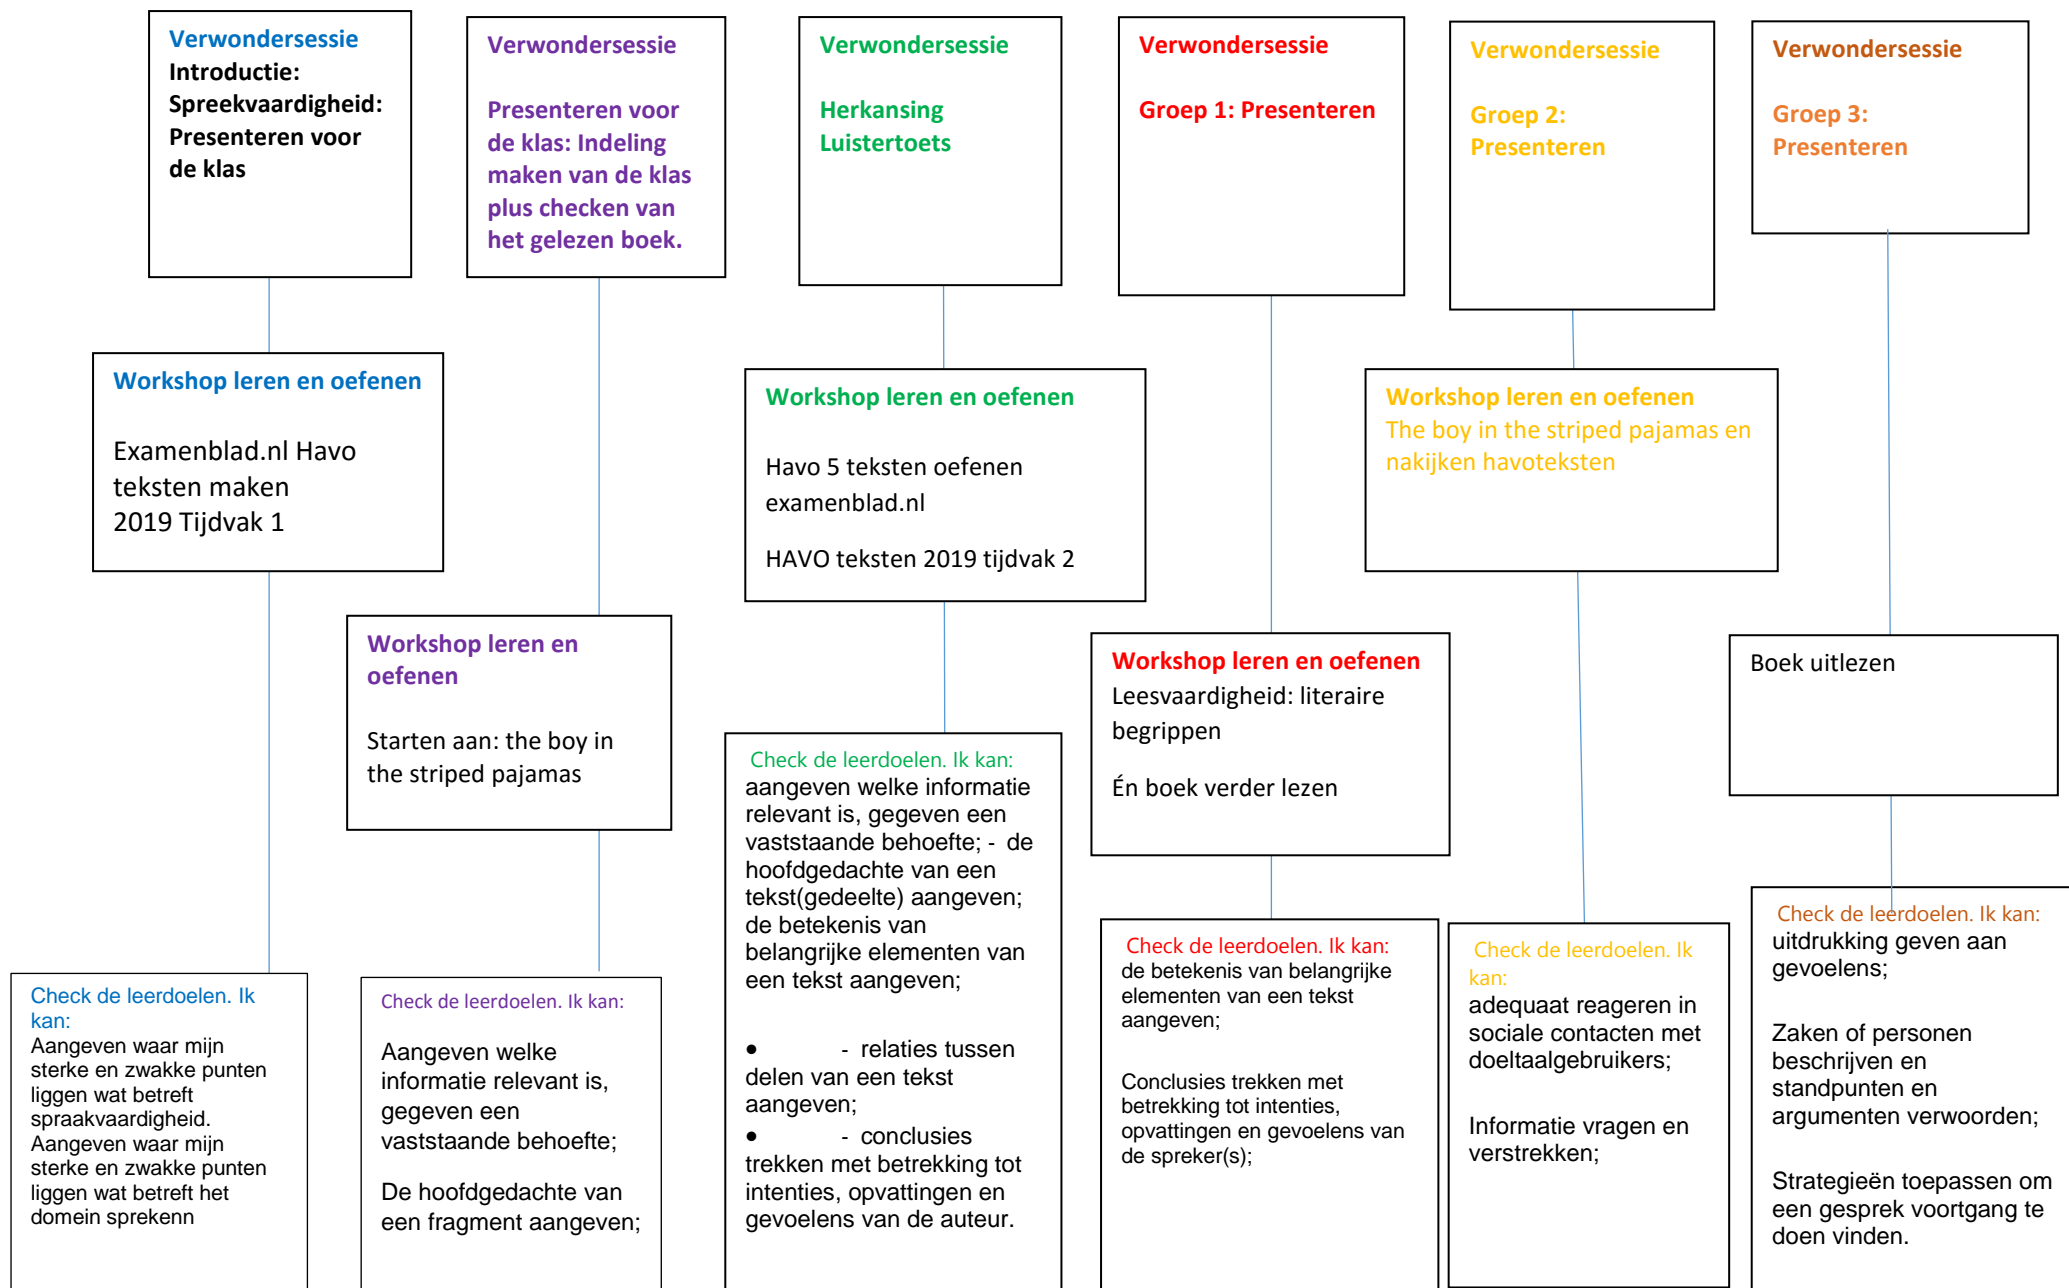 Verwondersessie
Introductie:
Spreekvaardigheid:
Presenteren voor
de klas
Verwondersessie
Presenteren voor
de klas: Indeling
maken van de klas
plus checken van
het gelezen boek.
Verwondersessie
Herkansing
Luistertoets
Verwondersessie
Groep 1: Presenteren
Verwondersessie
Groep 2:
Presenteren
Verwondersessie
Groep 3:
Presenteren
Workshop leren en oefenen
Examenblad.nl Havo
teksten maken
2019 Tijdvak 1
Workshop leren en
oefenen
Starten aan: the boy in
the striped pajamas
Workshop leren en oefenen
Havo 5 teksten oefenen
examenblad.nl
HAVO teksten 2019 tijdvak 2
Workshop leren en oefenen
Leesvaardigheid: literaire
begrippen
Én boek verder lezen
Workshop leren en oefenen
The boy in the striped pajamas en
nakijken havoteksten
Boek uitlezen
Check de leerdoelen. Ik
kan:
Aangeven waar mijn
sterke en zwakke punten
liggen wat betreft
spraakvaardigheid.
Aangeven waar mijn
sterke en zwakke punten
liggen wat betreft het
domein sprekenn
Check de leerdoelen. Ik kan:
Aangeven welke
informatie relevant is,
gegeven een
vaststaande behoefte;
De hoofdgedachte van
een fragment aangeven;
Check de leerdoelen. Ik kan:
aangeven welke informatie
relevant is, gegeven een
vaststaande behoefte; - de
hoofdgedachte van een
tekst(gedeelte) aangeven;
de betekenis van
belangrijke elementen van
een tekst aangeven;
• - relaties tussen
delen van een tekst
aangeven;
• - conclusies
trekken met betrekking tot
intenties, opvattingen en
gevoelens van de auteur.
Check de leerdoelen. Ik kan:
de betekenis van belangrijke
elementen van een tekst
aangeven;
Conclusies trekken met
betrekking tot intenties,
opvattingen en gevoelens van
de spreker(s);
Check de leerdoelen. Ik
kan:
adequaat reageren in
sociale contacten met
doeltaalgebruikers;
Informatie vragen en
verstrekken;
Check de leerdoelen. Ik kan:
uitdrukking geven aan
gevoelens;
Zaken of personen
beschrijven en
standpunten en
argumenten verwoorden;
Strategieën toepassen om
een gesprek voortgang te
doen vinden.